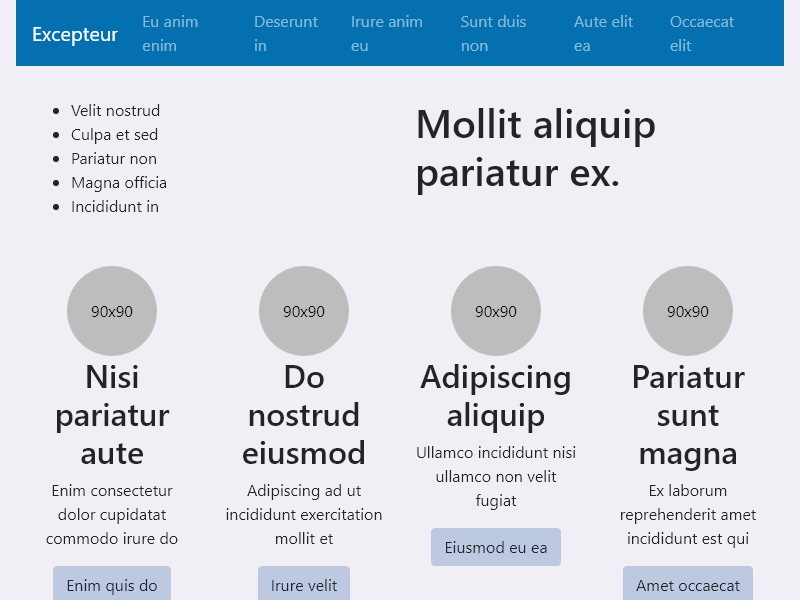 Excepteur
Eu anim
enim
Deserunt
in
Irure anim
eu
Sunt duis
non
Aute elit
ea
Occaecat
elit
Velit nostrud
Culpa et sed
Pariatur non
Magna officia
Incididunt in
Mollit aliquip
pariatur ex.
90x90
Nisi
pariatur
aute
Enim consectetur
dolor cupidatat
commodo irure do
Enim quis do
90x90
Do
nostrud
eiusmod
Adipiscing ad ut
incididunt exercitation
mollit et
Irure velit
90x90
Adipiscing
aliquip
Ullamco incididunt nisi
ullamco non velit
fugiat
Eiusmod eu ea
90x90
Pariatur
sunt
magna
Ex laborum
reprehenderit amet
incididunt est qui
Amet occaecat